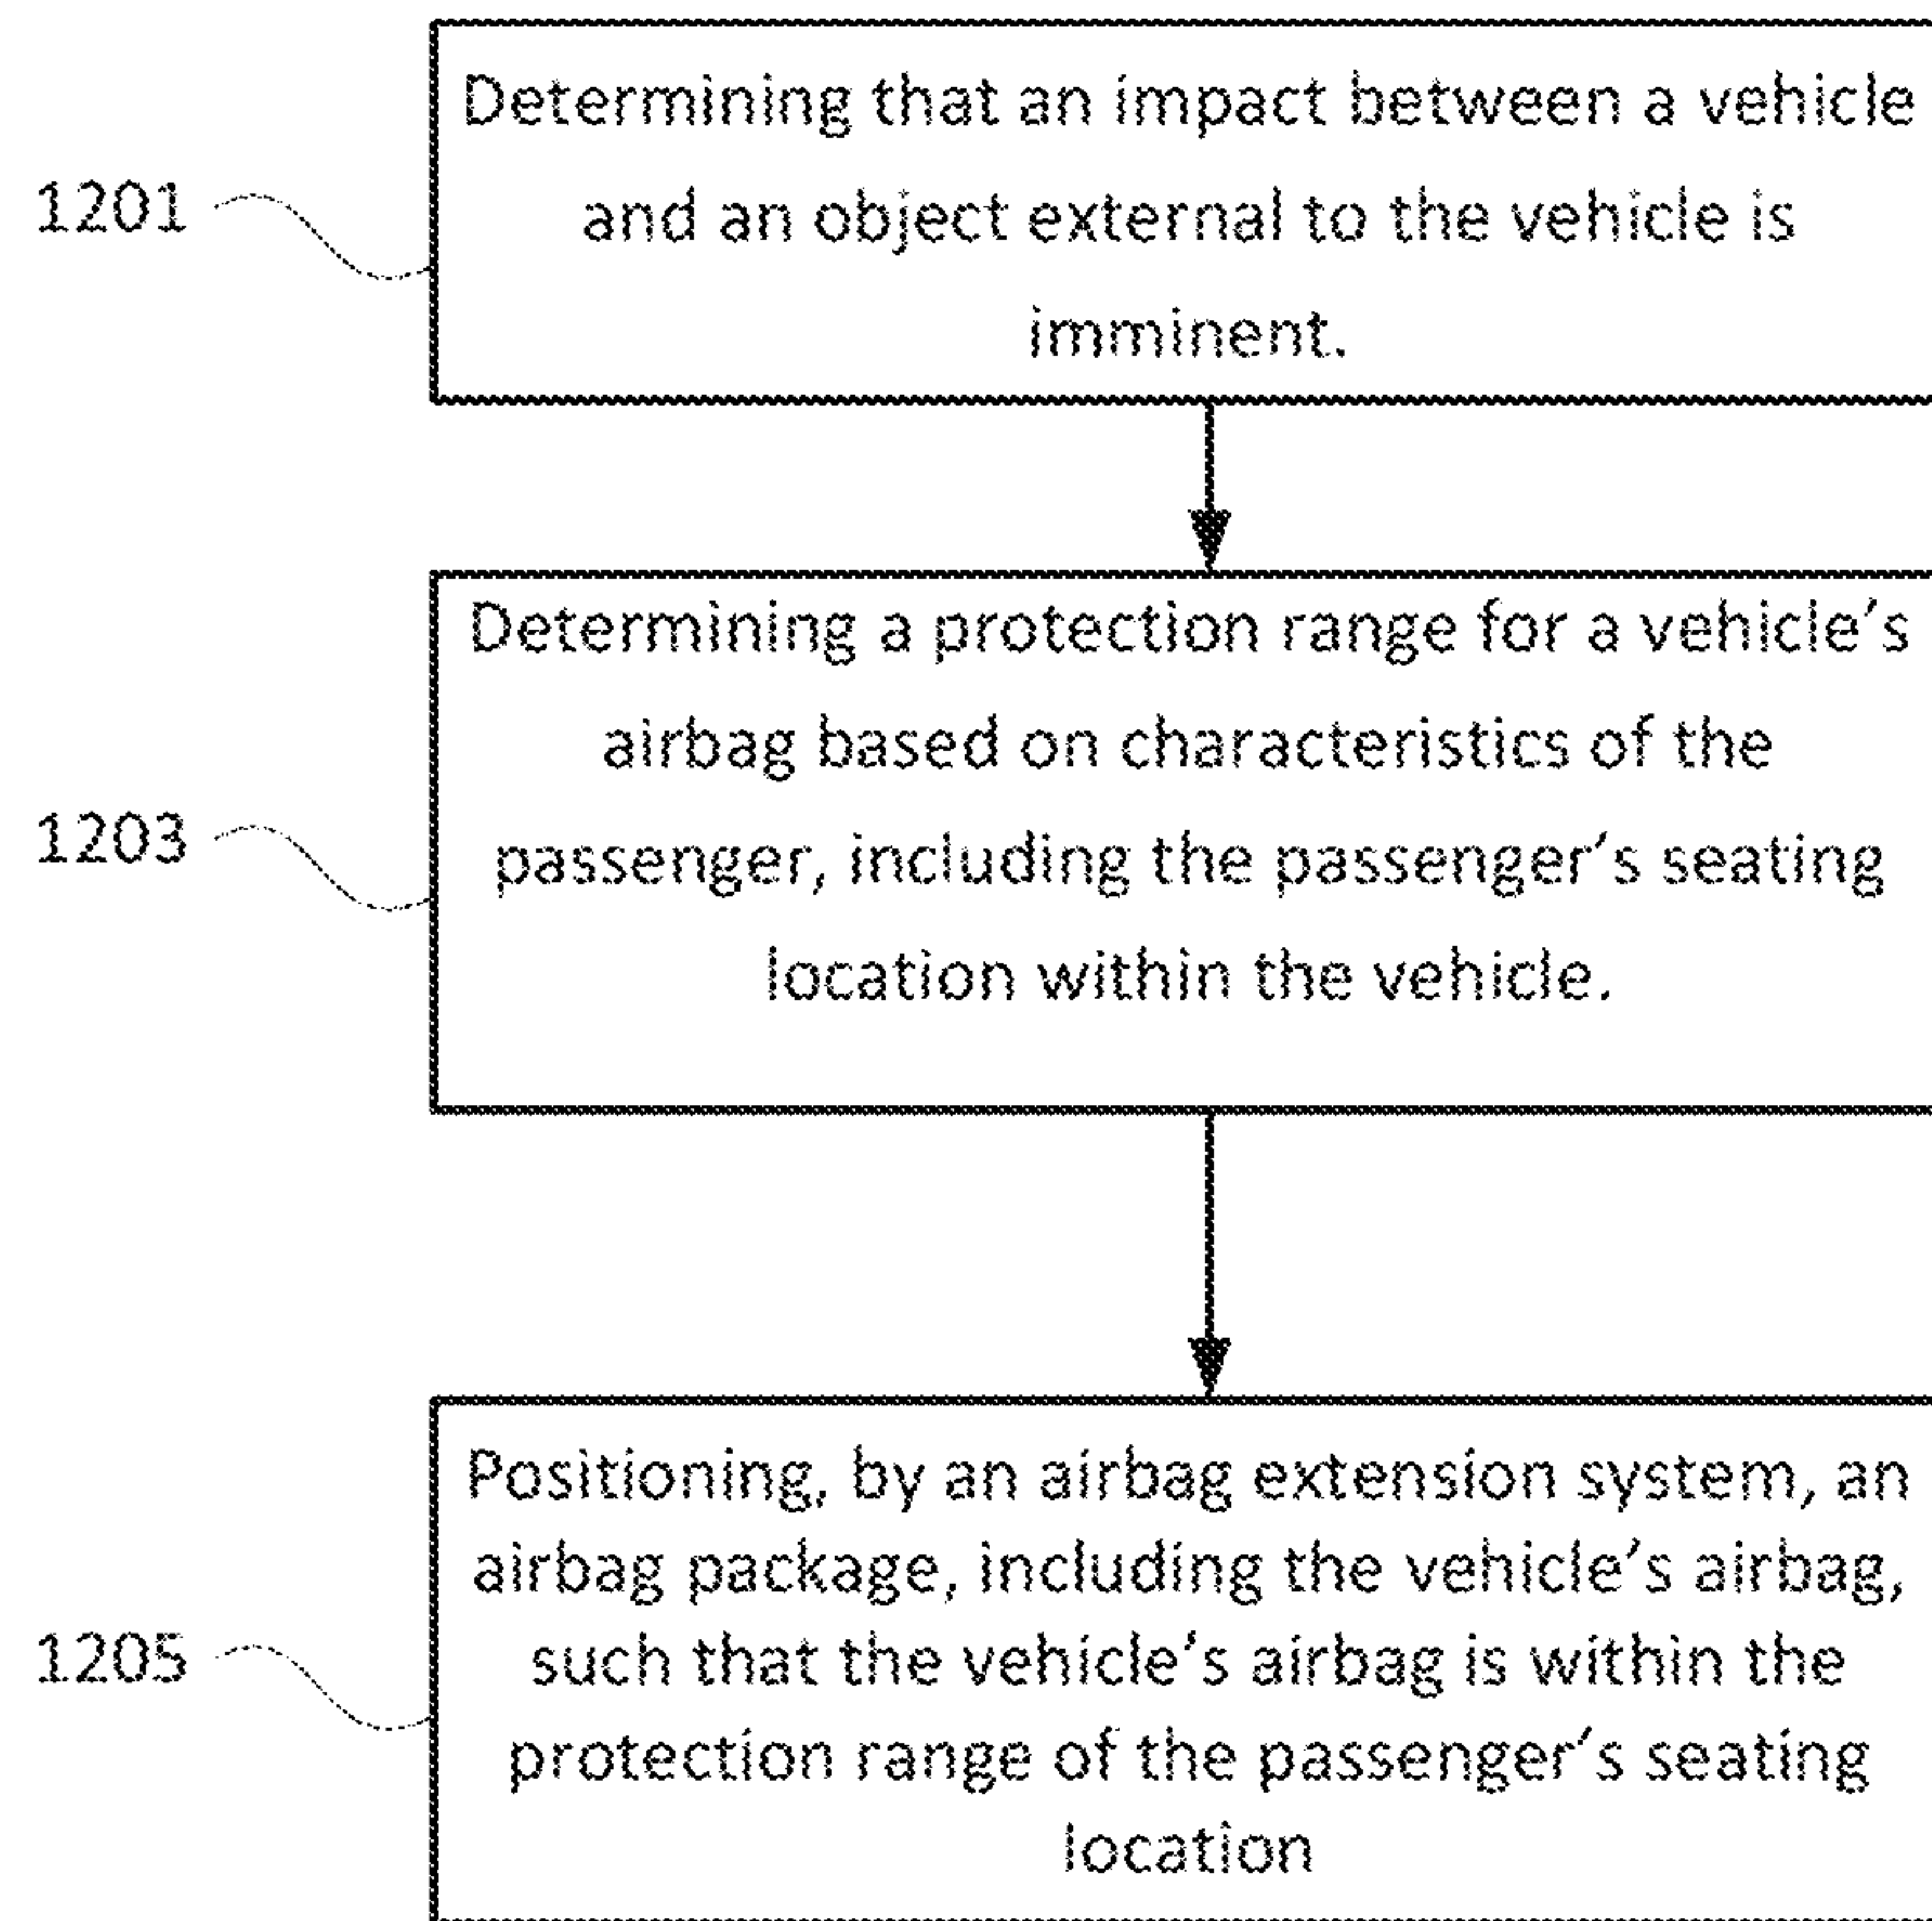 1201
Determining that an impact between a vehicle
and an object external to the vehicle is
imminent.
1203
Determining a protection range for a vehicle's
airbag based on characteristics of the
passenger, including the passenger's seating
location within the vehicle.
1205
Positioning, by an airbag extension system, an
airbag package, including the vehicle's airbag,
such that the vehicle's airbag is within the
protection range of the passenger's seating
location